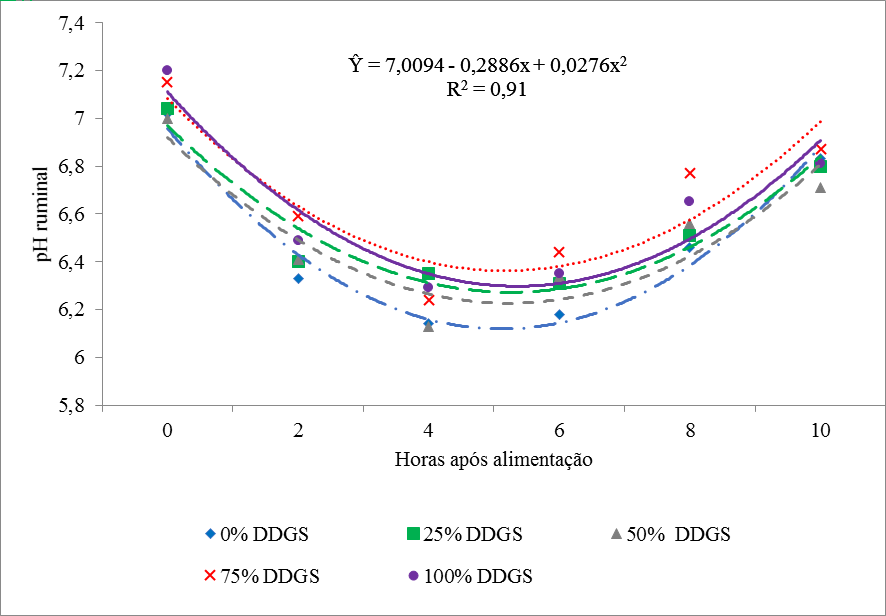 Ŷ = 7,0094 - 0,2886x + 0,0276x²
R² = 0,91
7,4
7,2
7
6,8
6,6
6,4
6,2
6
5,8
pH ruminal
0 2 4 6 8 10
Horas após alimentação
0% DDGS 25% DDGS 50% DDGS
75% DDGS 100% DDGS